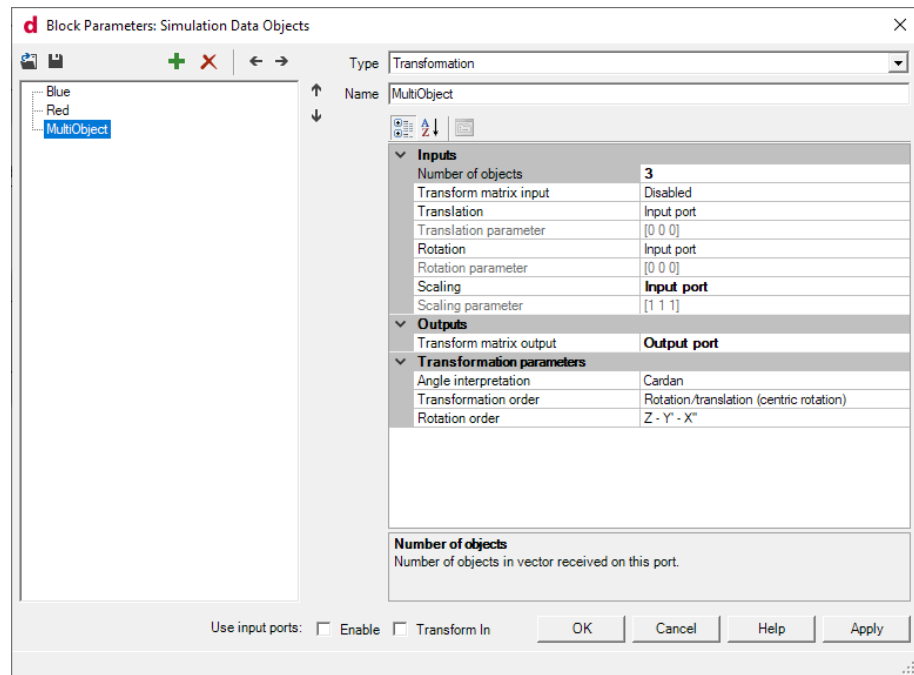 d Block Parameters: Simulation Data Objects
Type Transformation
Blue
Name MultiObject
Red
MultiObject
A Z
Inputs
Number of objects 3
Transform matrix input Disabled
Translation Input port
Translation parameter [0 0 0]
Rotation Input port
Rotation parameter [0 0 0]
Scaling Input port
Scaling parameter [1 1 1]
Outputs
Transform matrix output Output port
Transformation parameters
Angle interpretation Cardan
Transformation order Rotation/translation (centric rotation)
Rotation order Z - Y' - X''
Number of objects
Number of objects in vector received on this port.
Use input ports: Enable Transform In OK Cancel Help Apply